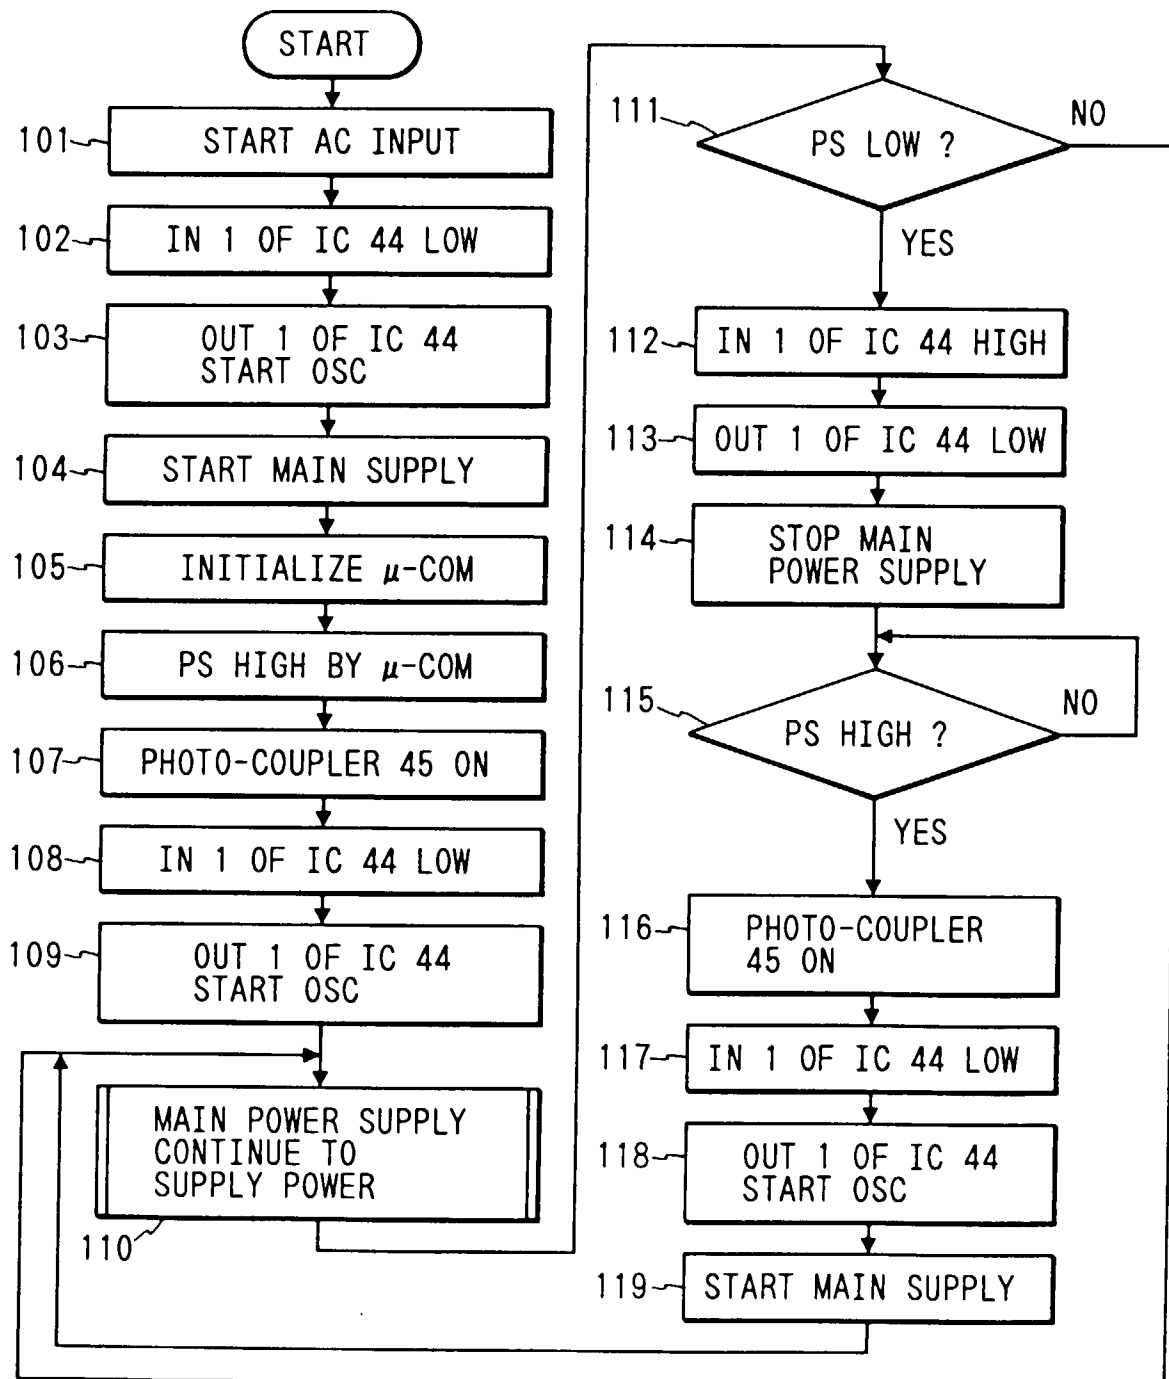 START
101
START AC INPUT
102
IN 1 OF IC 44 LOW
103
OUT 1 OF IC 44
START OSC
104
START MAIN SUPPLY
105
INITIALIZE μ-COM
106
PS HIGH BY μ-COM
107
PHOTO-COUPLER 45 ON
108
IN 1 OF IC 44 LOW
109
OUT 1 OF IC 44
START OSC
MAIN POWER SUPPLY
CONTINUE TO
SUPPLY POWER
110
111
PS LOW ?
NO
YES
112
IN 1 OF IC 44 HIGH
113
OUT 1 OF IC 44 LOW
114
STOP MAIN
POWER SUPPLY
115
PS HIGH ?
NO
YES
116
PHOTO-COUPLER
45 ON
117
IN 1 OF IC 44 LOW
118
OUT 1 OF IC 44
START OSC
119
START MAIN SUPPLY